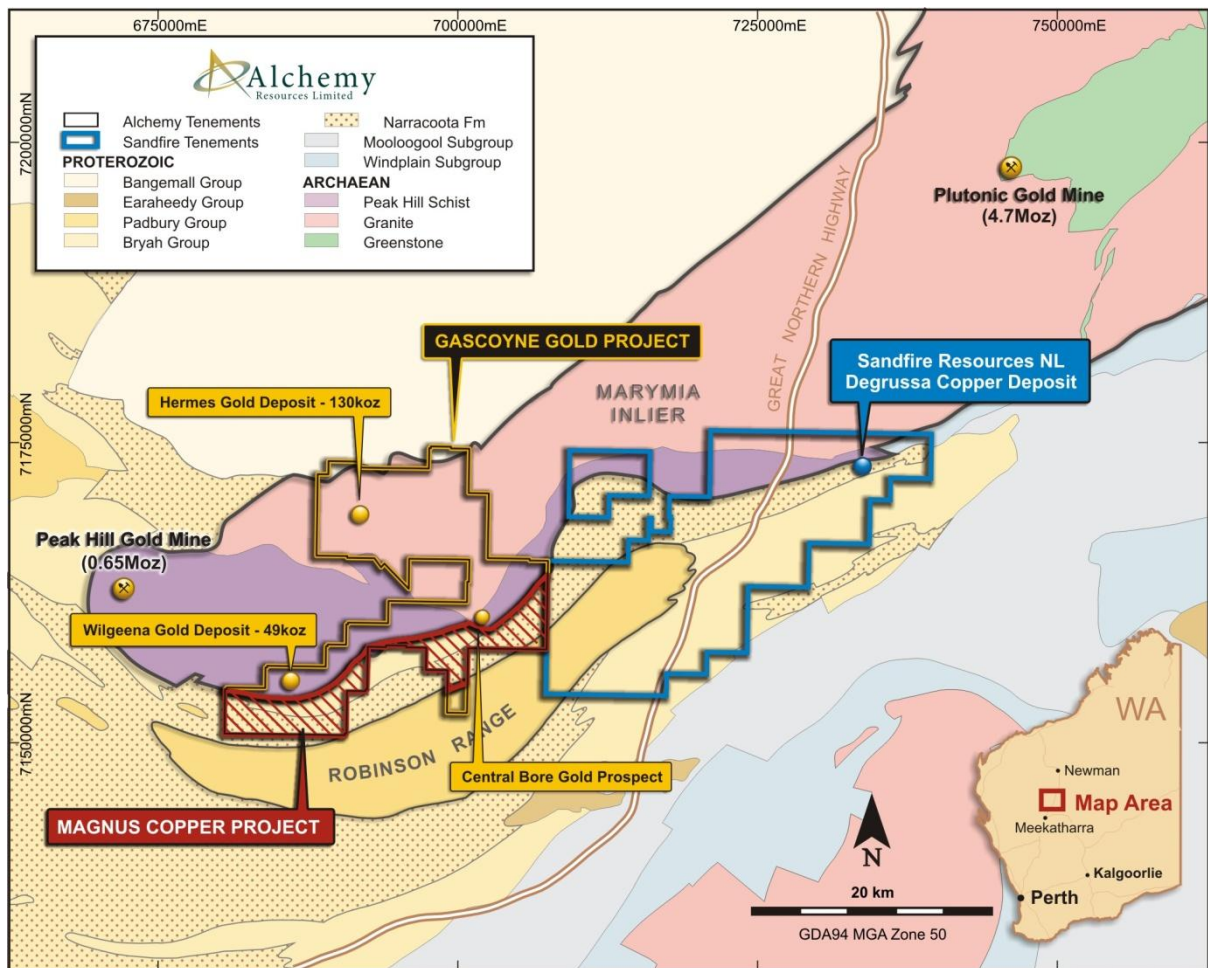 675000mE
700000mE
725000mE
750000mE
7200000mN
7175000mN
7150000mN
Alchemy
Resources Limited
Alchemy Tenements
Sandfire Tenements
PROTEROZOIC
Bangemall Group
Earaheedy Group
Padbury Group
Bryah Group
Narracoota Fm
Mooloogool Subgroup
Windplain Subgroup
ARCHAEAN
Peak Hill Schist
Granite
Greenstone
Plutonic Gold Mine
(4.7Moz)
GREAT NORTHERN HIGHWAY
GASCOYNE GOLD PROJECT
Sandfire Resources NL
Degrussa Copper Deposit
MARYMIA
INLIER
Hermes Gold Deposit - 130koz
Peak Hill Gold Mine
(0.65Moz)
Wilgeena Gold Deposit - 49koz
ROBINSON RANGE
Central Bore Gold Prospect
MAGNUS COPPER PROJECT
N
20 km
GDA94 MGA Zone 50
WA
Newman
Map Area
Meekatharra
Kalgoorlie
Perth